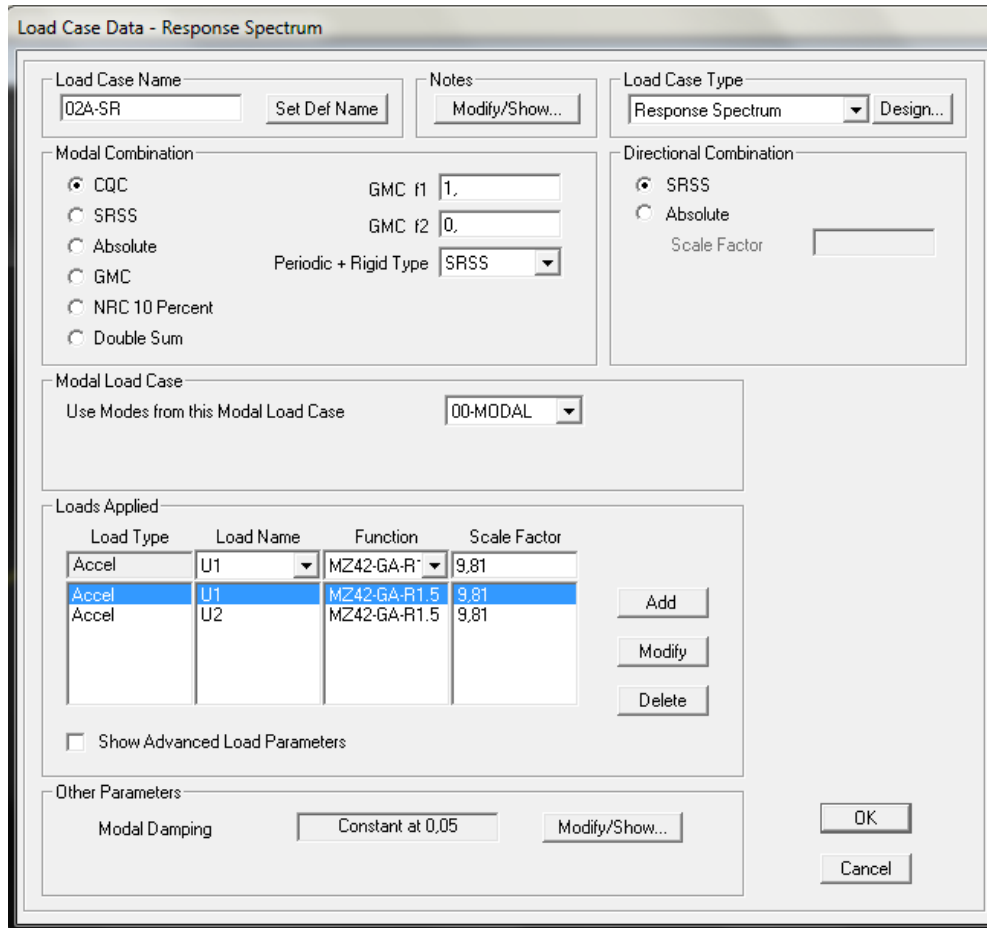 Load Case Data - Response Spectrum
Load Case Name
02A-SR
Set Def Name
Notes
Modify/Show...
Load Case Type
Response Spectrum
Design...
Modal Combination
CQC
SRSS
Absolute
GMC
NRC 10 Percent
Double Sum
GMC f1 1,
GMC f2 0,
Periodic + Rigid Type SRSS
Directional Combination
SRSS
Absolute
Scale Factor
Modal Load Case
Use Modes from this Modal Load Case 00-MODAL
Loads Applied
Load Type Load Name Function Scale Factor
Accel U1 MZ42-GA-R 9,81
Accel U1 MZ42-GA-R1.5 9,81
Accel U2 MZ42-GA-R1.5 9,81
Add
Modify
Delete
Show Advanced Load Parameters
Other Parameters
Modal Damping Constant at 0,05 Modify/Show...
OK
Cancel